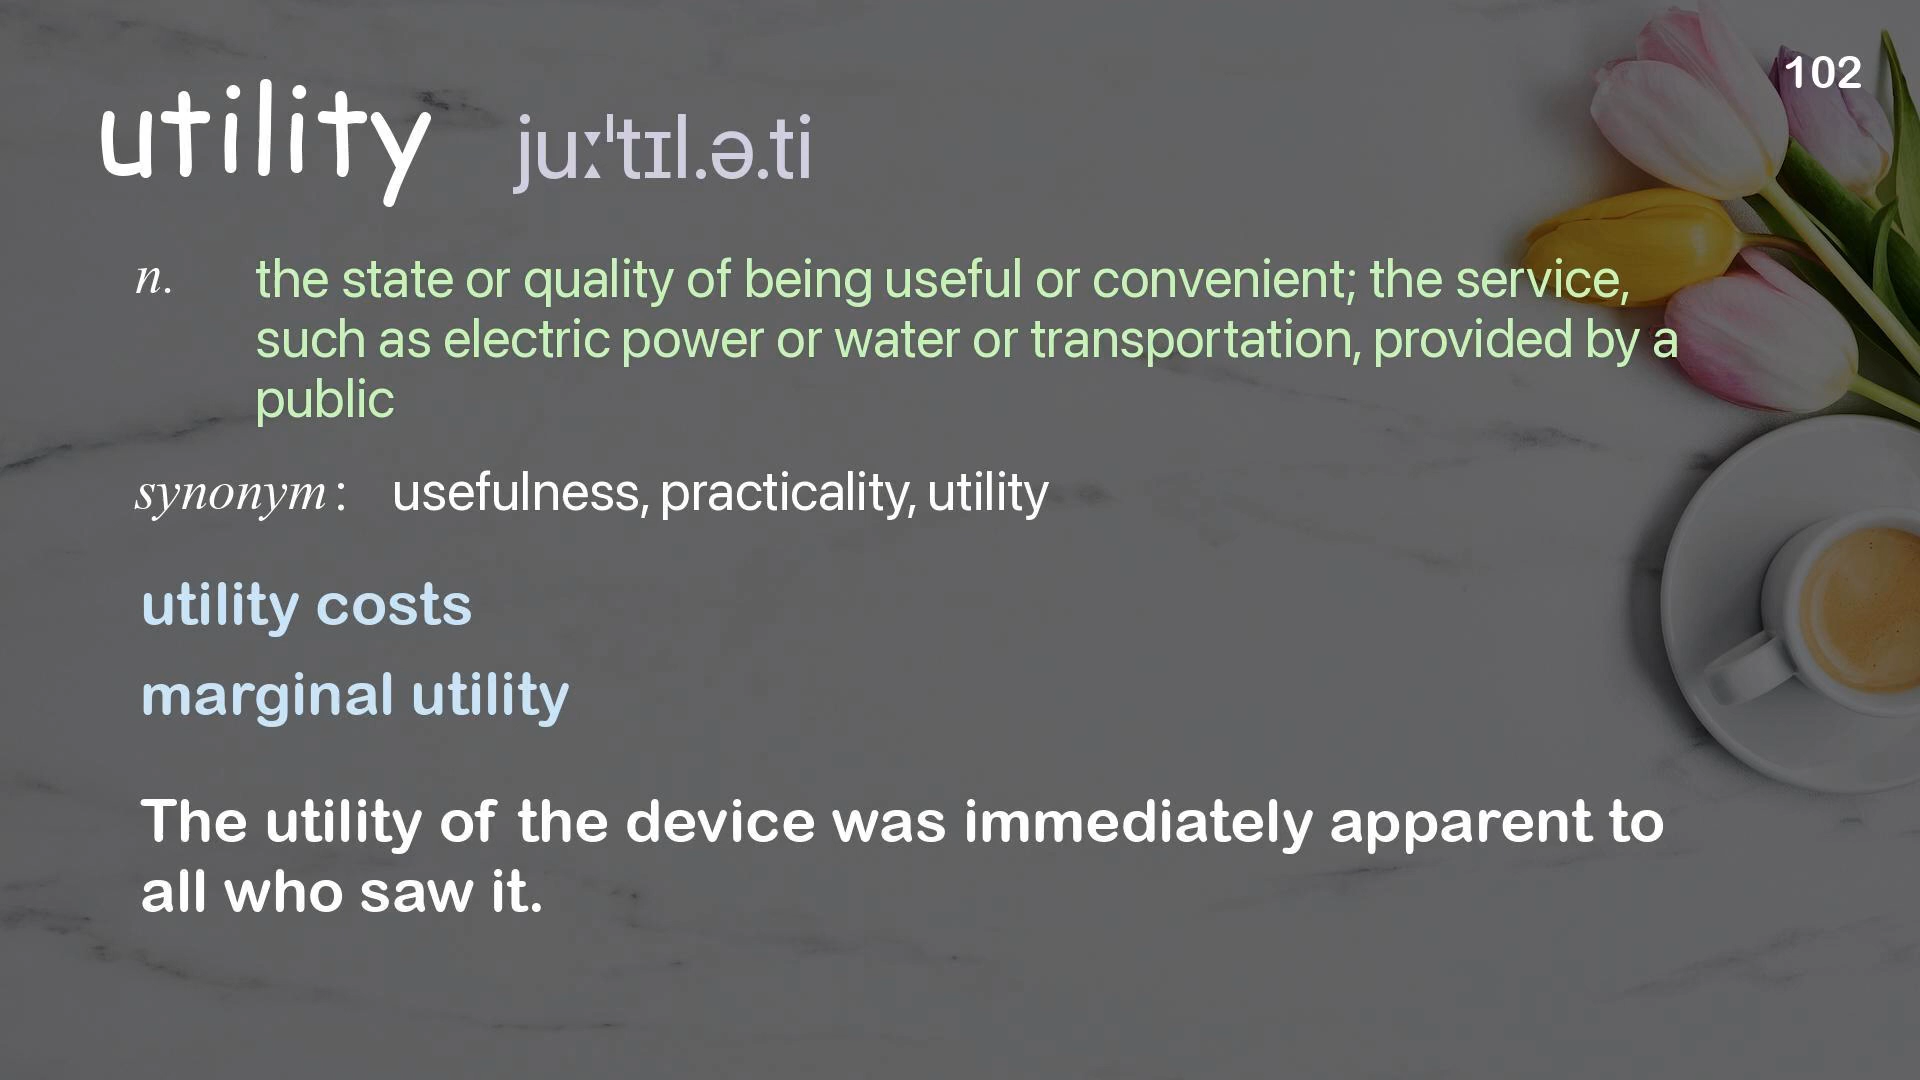 102
utility juːˈtɪl.ə.ti
n. the state or quality of being useful or convenient; the service,
such as electric power or water or transportation, provided by a
public
synonym: usefulness, practicality, utility
utility costs
marginal utility
The utility of the device was immediately apparent to
all who saw it.